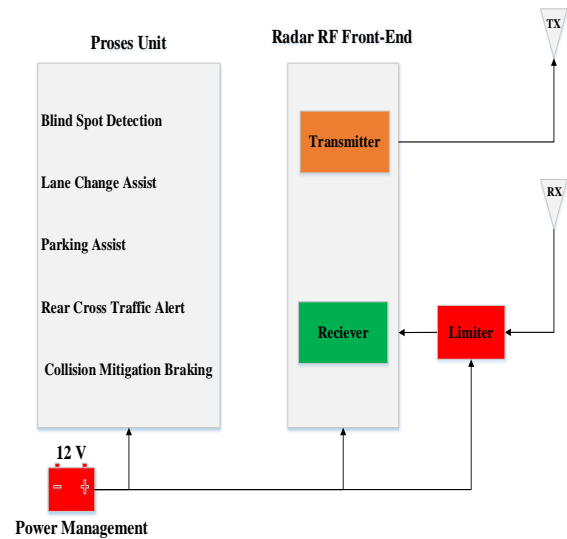 Proses Unit
Radar RF Front-End
TX
Blind Spot Detection
Transmitter
Lane Change Assist
RX
Parking Assist
Rear Cross Traffic Alert
Reciever
Limiter
Collision Mitigation Braking
12 V
- +
Power Management